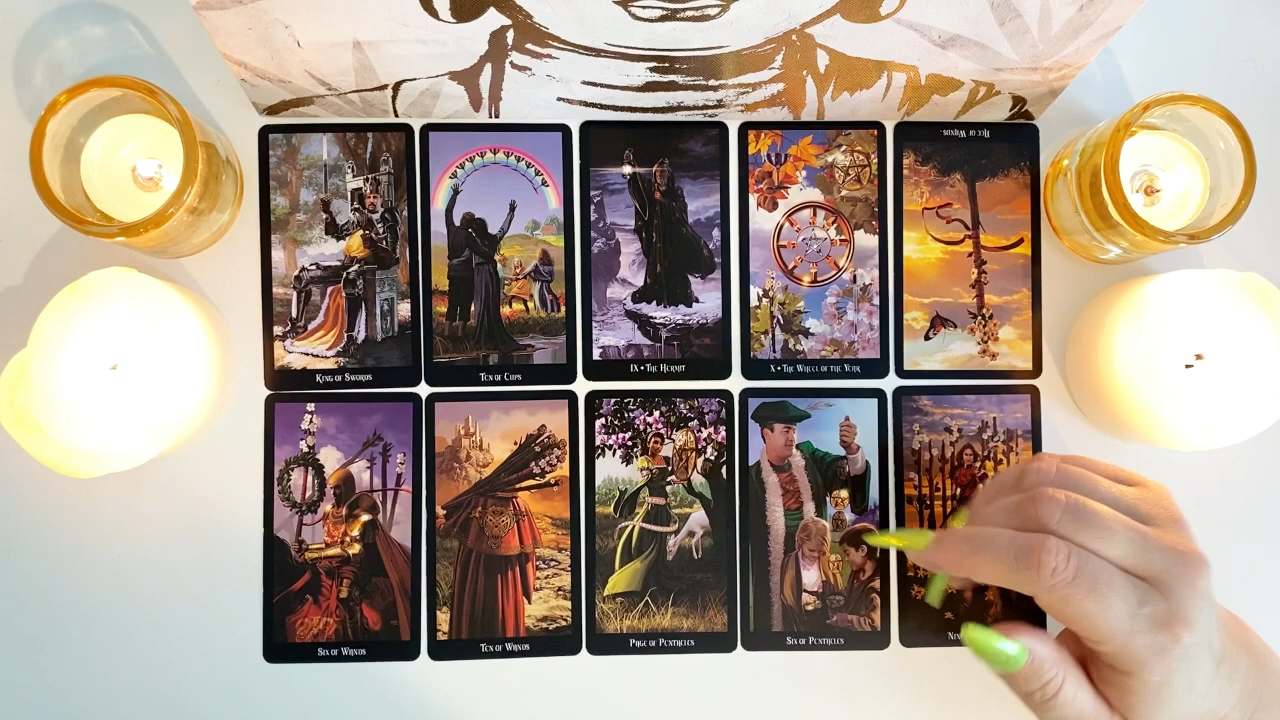 King of Swords
Ten of Cups
IX • The Hermit
X • The Wheel of the Year
Ace of Wands
Six of Wands
Ten of Wands
Page of Pentacles
Six of Pentacles
Nin